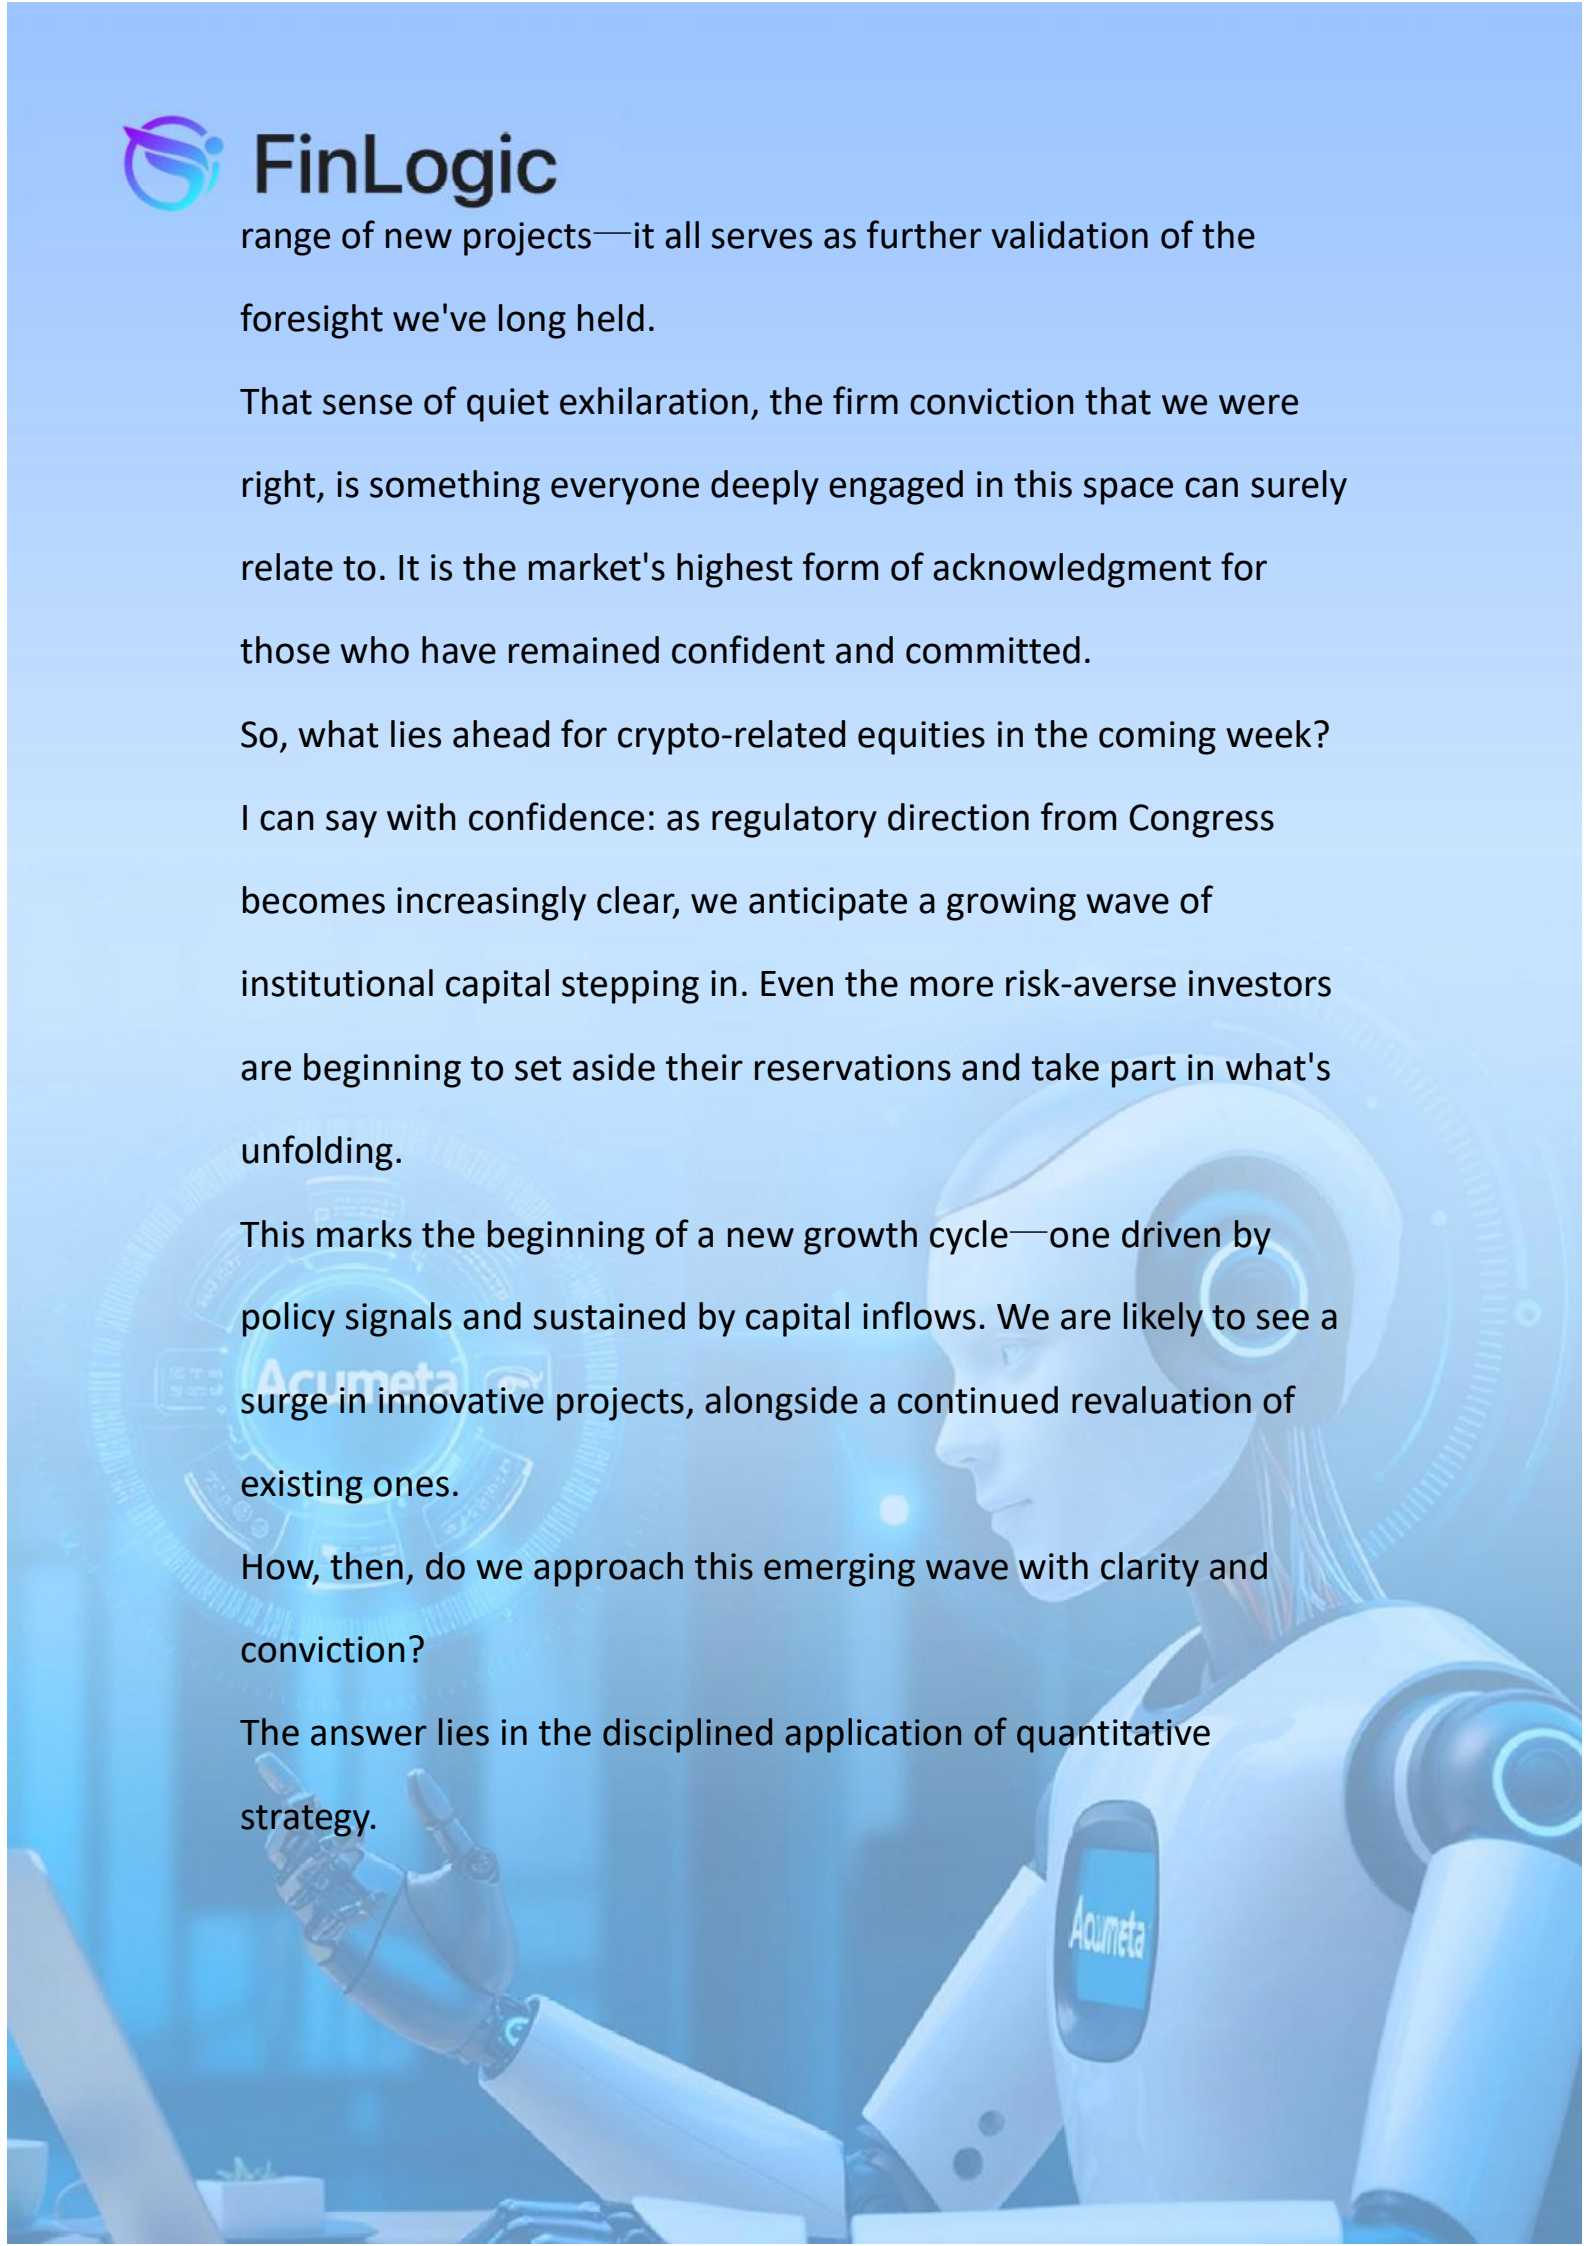 FinLogic
range of new projects—it all serves as further validation of the
foresight we've long held.
That sense of quiet exhilaration, the firm conviction that we were
right, is something everyone deeply engaged in this space can surely
relate to. It is the market's highest form of acknowledgment for
those who have remained confident and committed.
So, what lies ahead for crypto-related equities in the coming week?
I can say with confidence: as regulatory direction from Congress
becomes increasingly clear, we anticipate a growing wave of
institutional capital stepping in. Even the more risk-averse investors
are beginning to set aside their reservations and take part in what's
unfolding.
This marks the beginning of a new growth cycle—one driven by
policy signals and sustained by capital inflows. We are likely to see a
Acumeta
surge in innovative projects, alongside a continued revaluation of
existing ones.
How, then, do we approach this emerging wave with clarity and
conviction?
The answer lies in the disciplined application of quantitative
strategy.
Acumeta